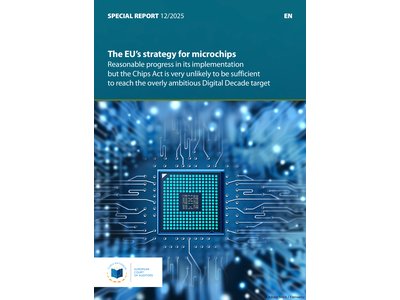 SPECIAL REPORT 12/2025 EN
The EU's strategy for microchips
Reasonable progress in its implementation
but the Chips Act is very unlikely to be sufficient
to reach the overly ambitious Digital Decade target
EUROPEAN
COURT
OF AUDITORS